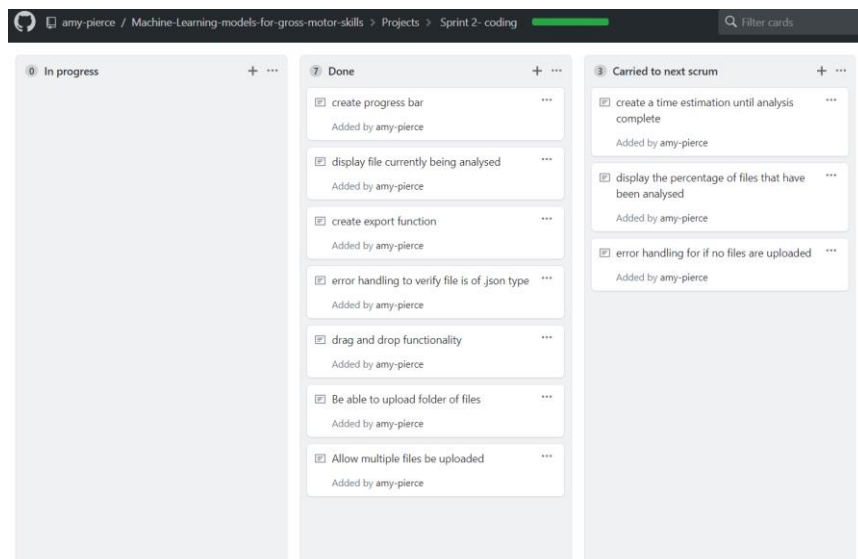 amy-pierce / Machine-Learning-models-for-gross-motor-skills > Projects > Sprint 2- coding
Filter cards
0 In progress
7 Done
create progress bar
Added by amy-pierce
display file currently being analysed
Added by amy-pierce
create export function
Added by amy-pierce
error handling to verify file is of .json type
Added by amy-pierce
drag and drop functionality
Added by amy-pierce
Be able to upload folder of files
Added by amy-pierce
Allow multiple files be uploaded
Added by amy-pierce
3 Carried to next scrum
create a time estimation until analysis
complete
Added by amy-pierce
display the percentage of files that have
been analysed
Added by amy-pierce
error handling for if no files are uploaded
Added by amy-pierce